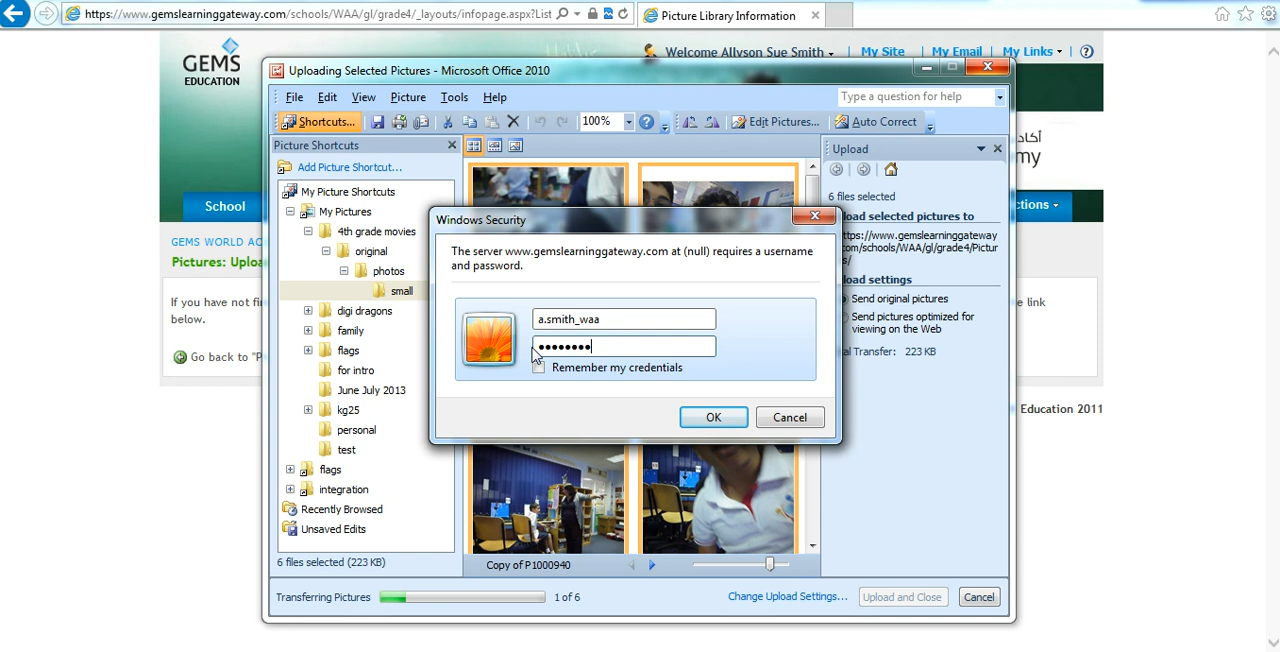 https://www.gemslearninggateway.com/schools/WAA/gl/grade4/_layouts/infopage.aspx?List
Picture Library Information
GEMS
EDUCATION
Welcome Allyson Sue Smith
My Site
My Email
My Links
Uploading Selected Pictures - Microsoft Office 2010
File Edit View Picture Tools Help
Type a question for help
Shortcuts...
100%
Edit Pictures...
Auto Correct
Picture Shortcuts
Add Picture Shortcut...
My Picture Shortcuts
My Pictures
4th grade movies
original
photos
small
digi dragons
family
flags
for intro
June July 2013
kg25
personal
test
flags
integration
Recently Browsed
Unsaved Edits
6 files selected (223 KB)
Upload
6 files selected
load selected pictures to
https://www.gemslearninggateway
com/schools/WAA/gl/grade4/Pictur
s/
load settings
Send original pictures
Send pictures optimized for
viewing on the Web
al Transfer: 223 KB
Windows Security
The server www.gemslearninggateway.com at (null) requires a username
and password.
a.smith_waa
●●●●●●●●
Remember my credentials
OK
Cancel
Copy of P1000940
Transferring Pictures
1 of 6
Change Upload Settings...
Upload and Close
Cancel
School
ctions
أكاد
my
GEMS WORLD AC
Pictures: Uploa
If you have not fi
e link
below.
Go back to "P
Education 2011